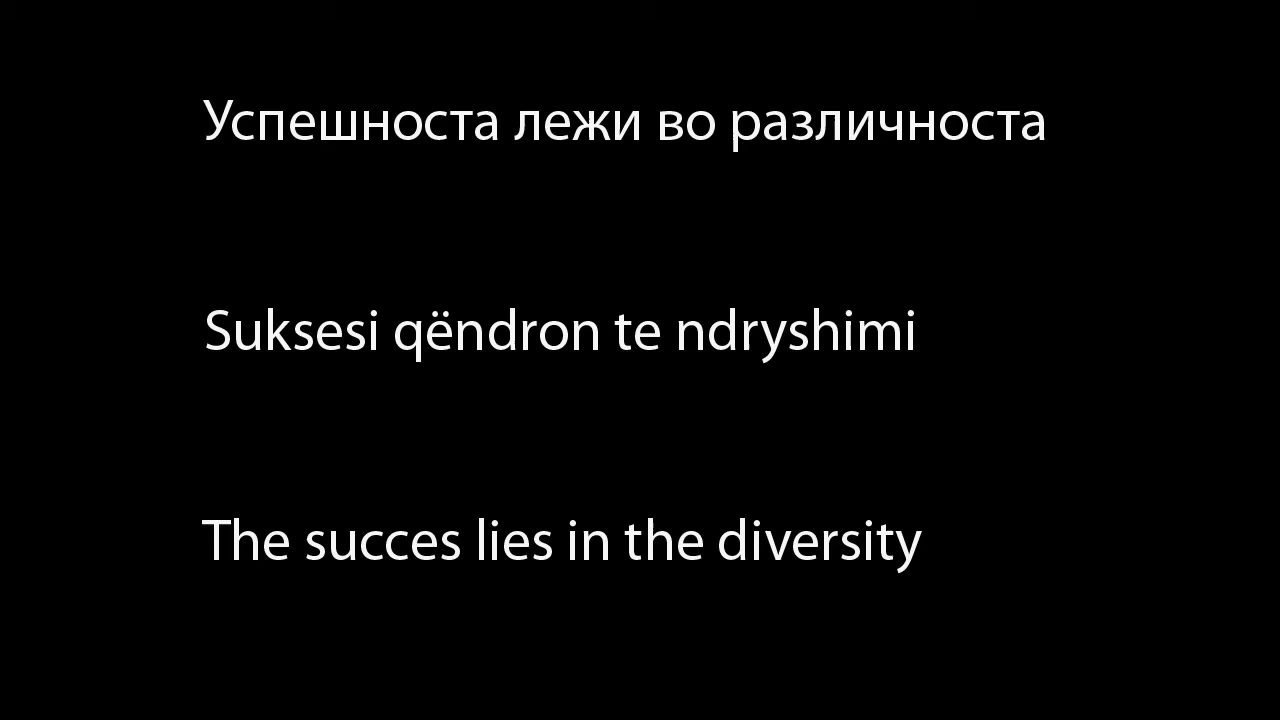 Успешноста лежи во различноста
Suksesi qëndron te ndryshimi
The succes lies in the diversity